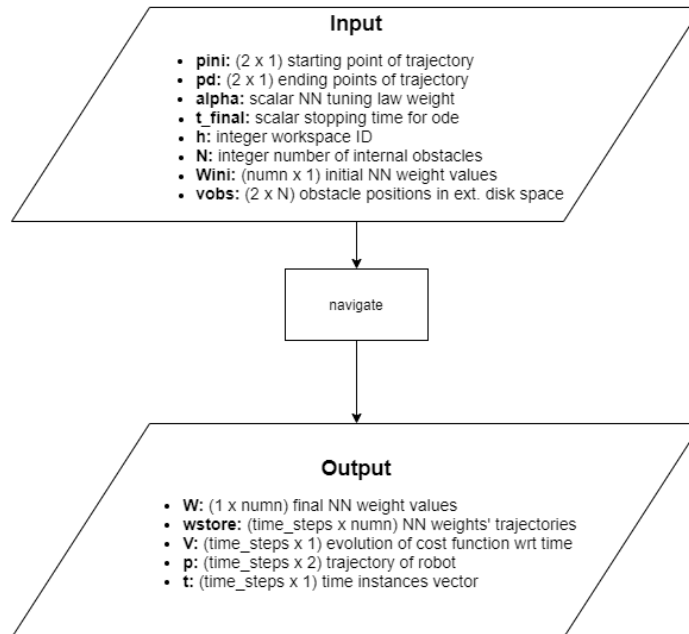 Input
• pini: (2 x 1) starting point of trajectory
• pd: (2 x 1) ending points of trajectory
• alpha: scalar NN tuning law weight
• t_final: scalar stopping time for ode
• h: integer workspace ID
• N: integer number of internal obstacles
• Wini: (numn x 1) initial NN weight values
• vobs: (2 x N) obstacle positions in ext. disk space
navigate
Output
• W: (1 x numn) final NN weight values
• wstore: (time_steps x numn) NN weights' trajectories
• V: (time_steps x 1) evolution of cost function wrt time
• p: (time_steps x 2) trajectory of robot
• t: (time_steps x 1) time instances vector